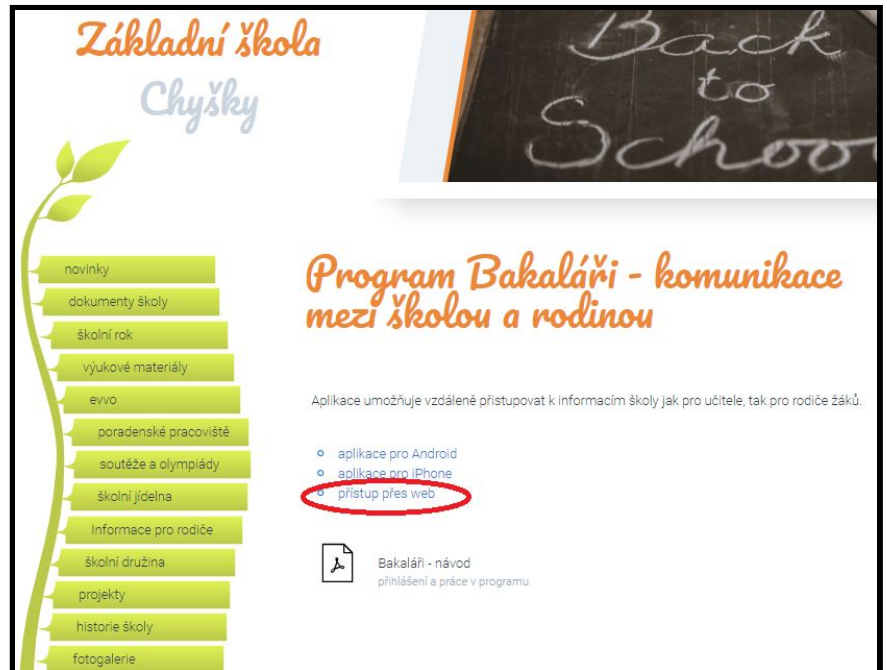 Základní škola
Chyšky
Back
to
School
novinky
dokumenty školy
školní rok
výukové materiály
evvo
poradenské pracoviště
soutěže a olympiády
školní jídelna
Informace pro rodiče
školní družina
projekty
historie školy
fotogalerie
Program Bakaláři - komunikace
mezi školou a rodinou
Aplikace umožňuje vzdáleně přistupovat k informacím školy jak pro učitele, tak pro rodiče žáků.
aplikace pro Android
aplikace pro iPhone
přístup přes web
Bakaláři - návod
přihlášení a práce v programu